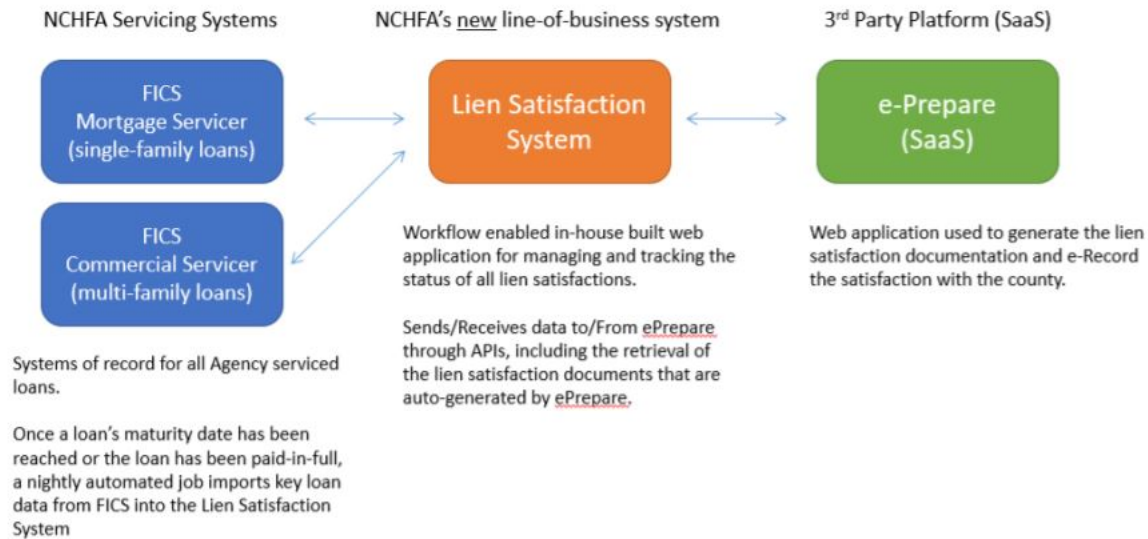 NCHFA Servicing Systems
FICS
Mortgage Servicer
(single-family loans)
FICS
Commercial Servicer
(multi-family loans)
Systems of record for all Agency serviced
loans.
Once a loan's maturity date has been
reached or the loan has been paid-in-full,
a nightly automated job imports key loan
data from FICS into the Lien Satisfaction
System
NCHFA's new line-of-business system
Lien Satisfaction
System
Workflow enabled in-house built web
application for managing and tracking the
status of all lien satisfactions.
Sends/Receives data to/From ePrepare
through APIs, including the retrieval of
the lien satisfaction documents that are
auto-generated by ePrepare.
3rd Party Platform (SaaS)
e-Prepare
(SaaS)
Web application used to generate the lien
satisfaction documentation and e-Record
the satisfaction with the county.